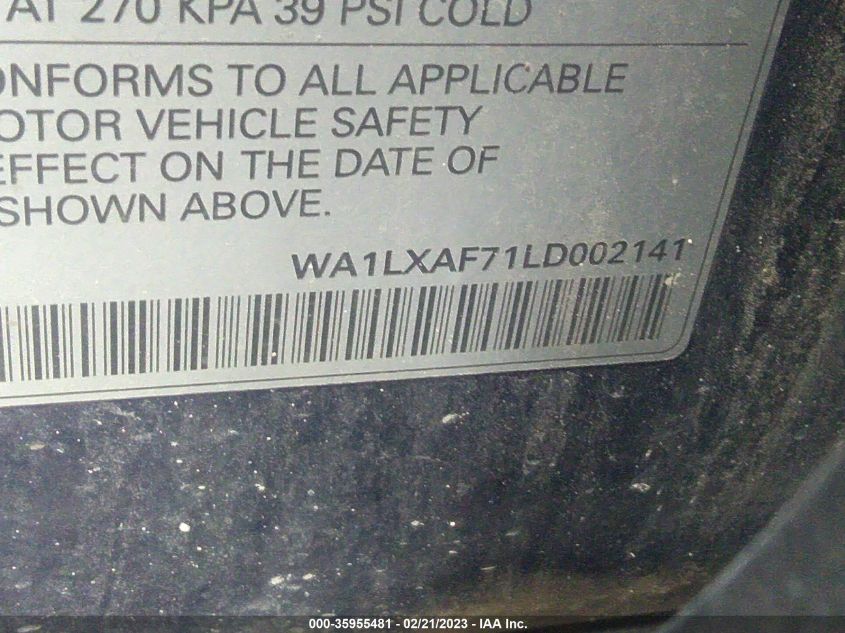 AT 270 KPA 39 PSI COLD
ONFORMS TO ALL APPLICABLE
OTOR VEHICLE SAFETY
EFFECT ON THE DATE OF
SHOWN ABOVE.
WA1LXAF71LD002141
000-35955481 - 02/21/2023 - IAA Inc.